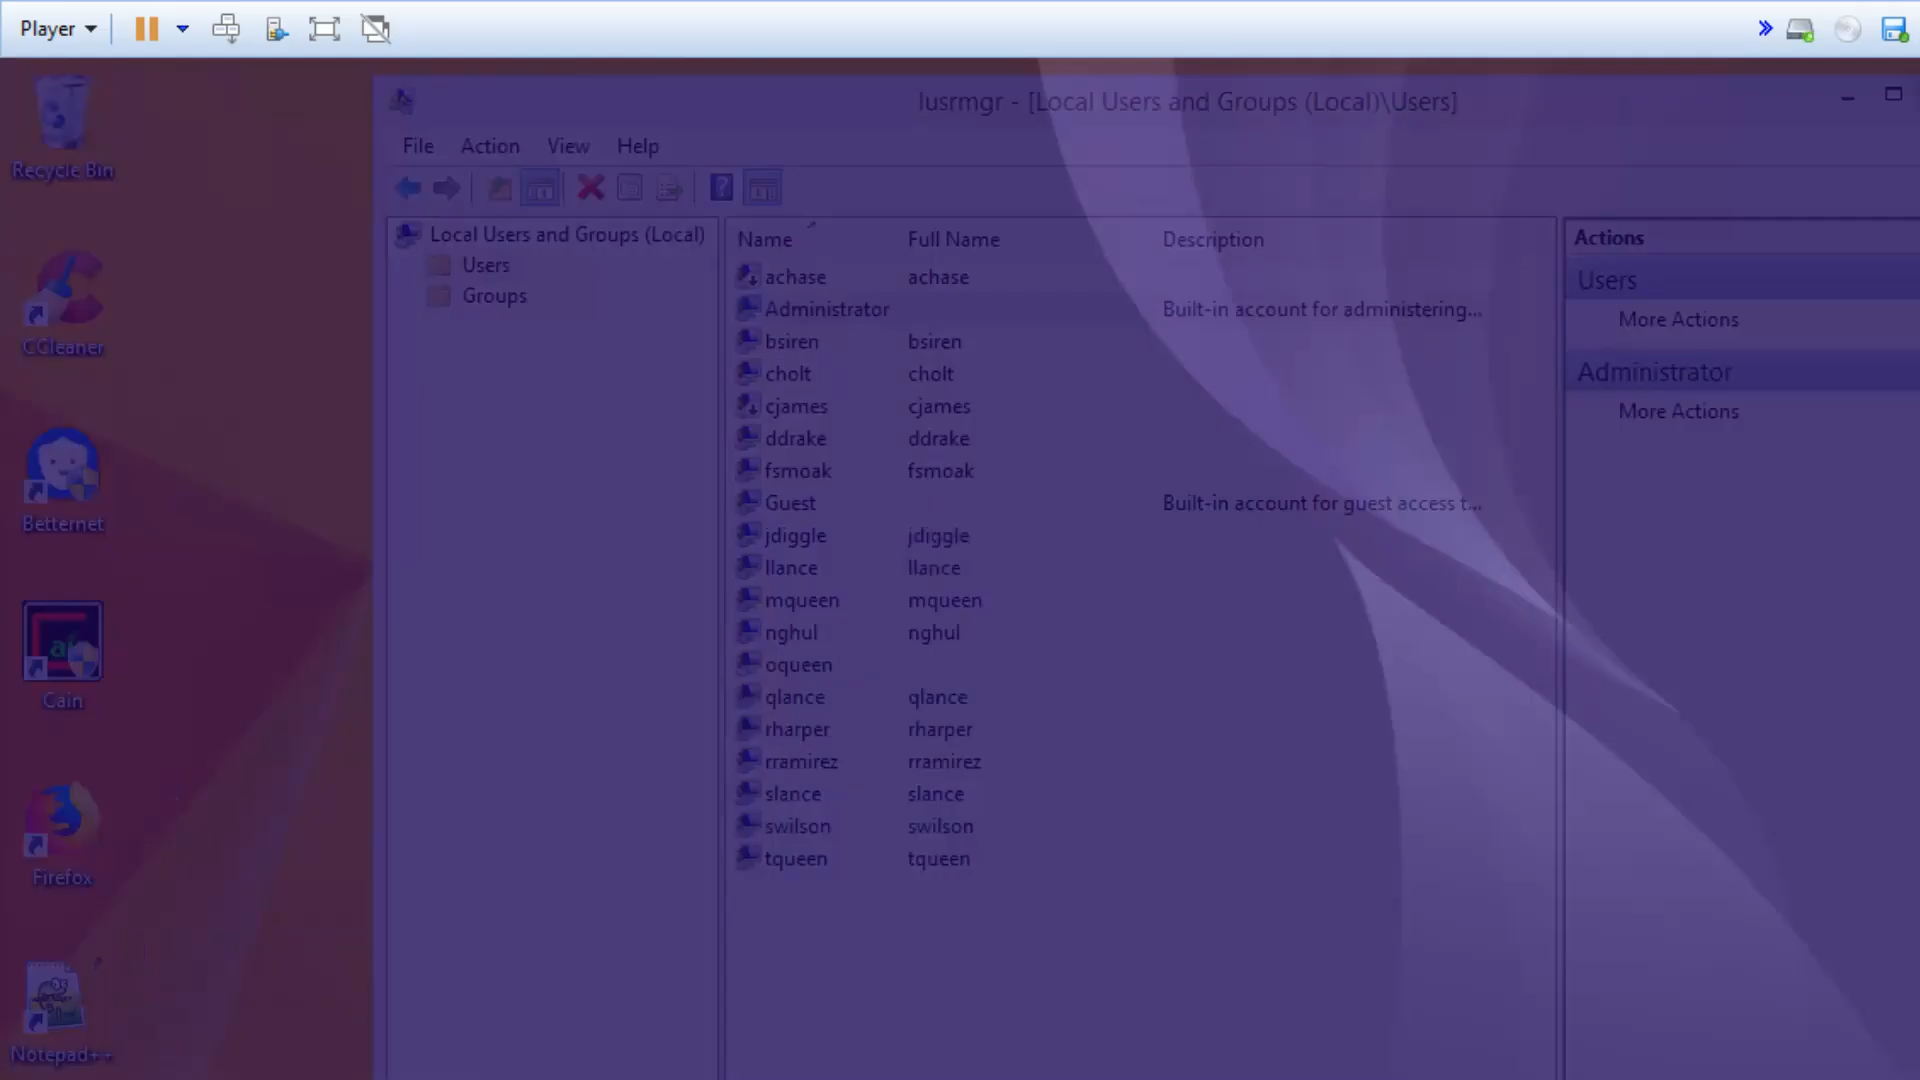 Player
lusrmgr - [Local Users and Groups (Local)\Users]
File Action View Help
Recycle Bin
CCleaner
Betternet
Cain
Firefox
Notepad++
Local Users and Groups (Local)
Users
Groups
Name Full Name Description
achase achase
Administrator Built-in account for administering...
bsiren bsiren
cholt cholt
cjames cjames
ddrake ddrake
fsmoak fsmoak
Guest Built-in account for guest access t...
jdiggle jdiggle
llance llance
mqueen mqueen
nghul nghul
oqueen
qlance qlance
rharper rharper
rramirez rramirez
slance slance
swilson swilson
tqueen tqueen
Actions
Users
More Actions
Administrator
More Actions